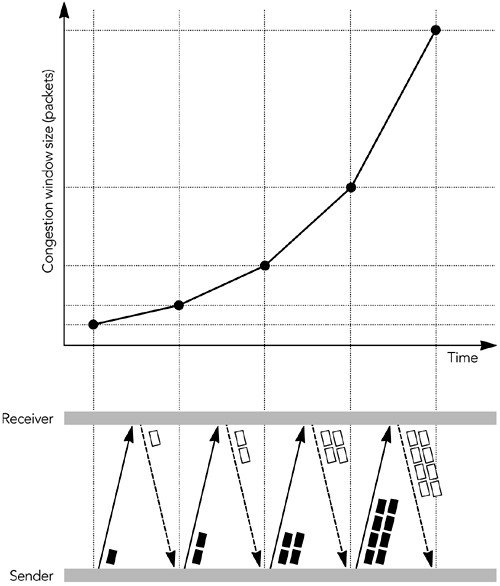 Congestion window size (packets)
Time
Receiver
Sender